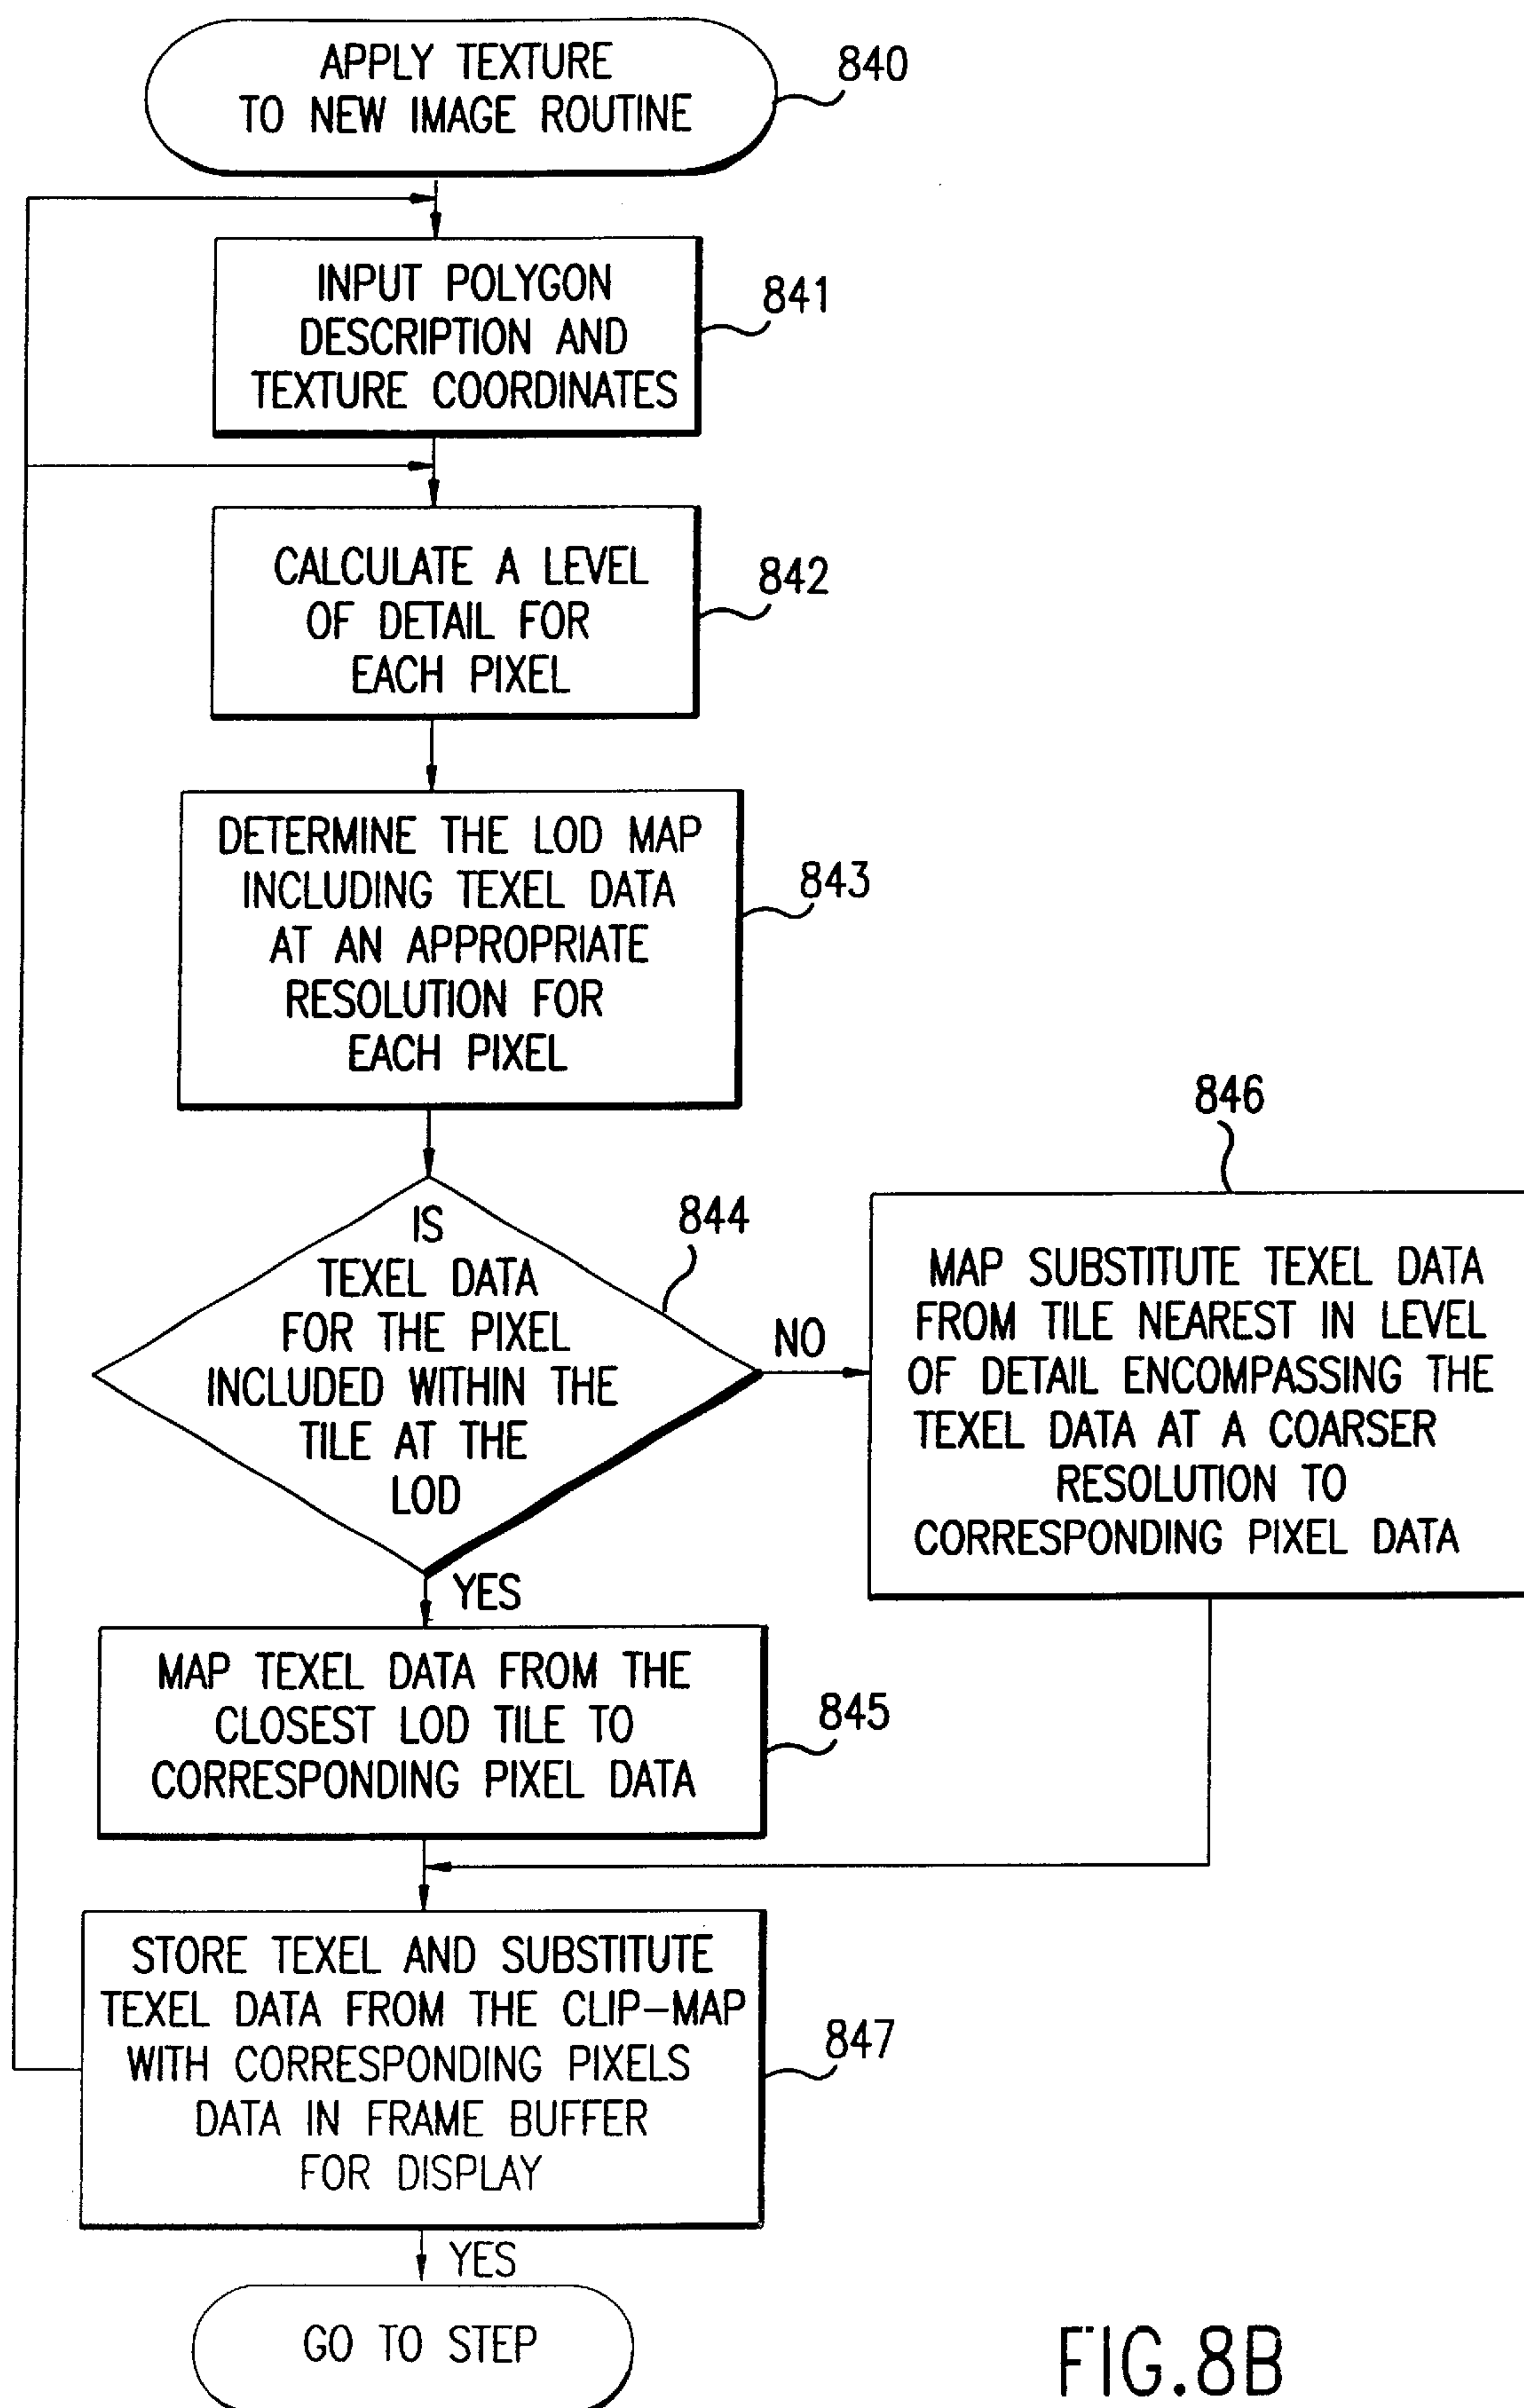 APPLY TEXTURE
TO NEW IMAGE ROUTINE
840
INPUT POLYGON
DESCRIPTION AND
TEXTURE COORDINATES
841
CALCULATE A LEVEL
OF DETAIL FOR
EACH PIXEL
842
DETERMINE THE LOD MAP
INCLUDING TEXEL DATA
AT AN APPROPRIATE
RESOLUTION FOR
EACH PIXEL
843
IS
TEXEL DATA
FOR THE PIXEL
INCLUDED WITHIN THE
TILE AT THE
LOD
844
NO
846
MAP SUBSTITUTE TEXEL DATA
FROM TILE NEAREST IN LEVEL
OF DETAIL ENCOMPASSING THE
TEXEL DATA AT A COARSER
RESOLUTION TO
CORRESPONDING PIXEL DATA
YES
MAP TEXEL DATA FROM THE
CLOSEST LOD TILE TO
CORRESPONDING PIXEL DATA
845
STORE TEXEL AND SUBSTITUTE
TEXEL DATA FROM THE CLIP-MAP
WITH CORRESPONDING PIXELS
DATA IN FRAME BUFFER
FOR DISPLAY
847
YES
GO TO STEP
FIG.8B